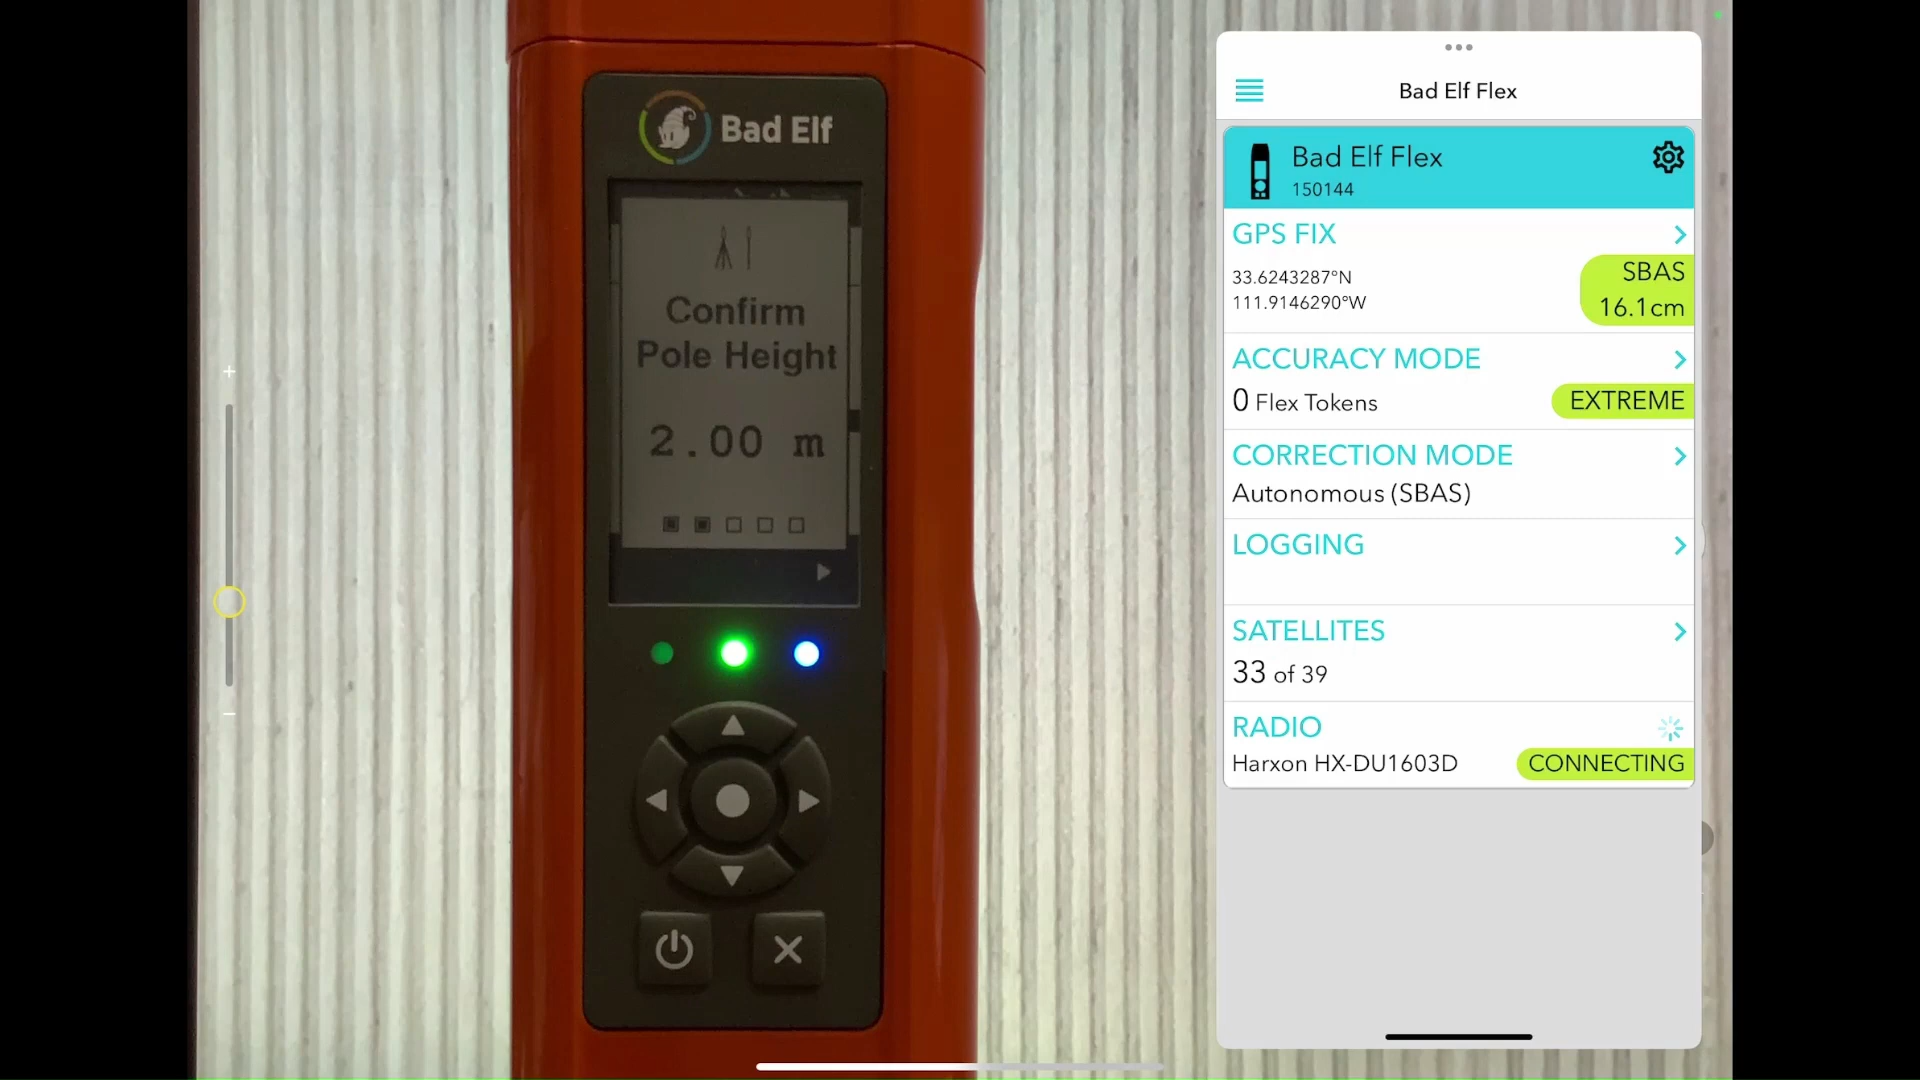 Bad Elf
Confirm
Pole Height
2.00 m
+
−
Bad Elf Flex
Bad Elf Flex
150144
GPS FIX
33.6243287°N
111.9146290°W
SBAS
16.1cm
ACCURACY MODE
0 Flex Tokens
EXTREME
CORRECTION MODE
Autonomous (SBAS)
LOGGING
SATELLITES
33 of 39
RADIO
Harxon HX-DU1603D
CONNECTING